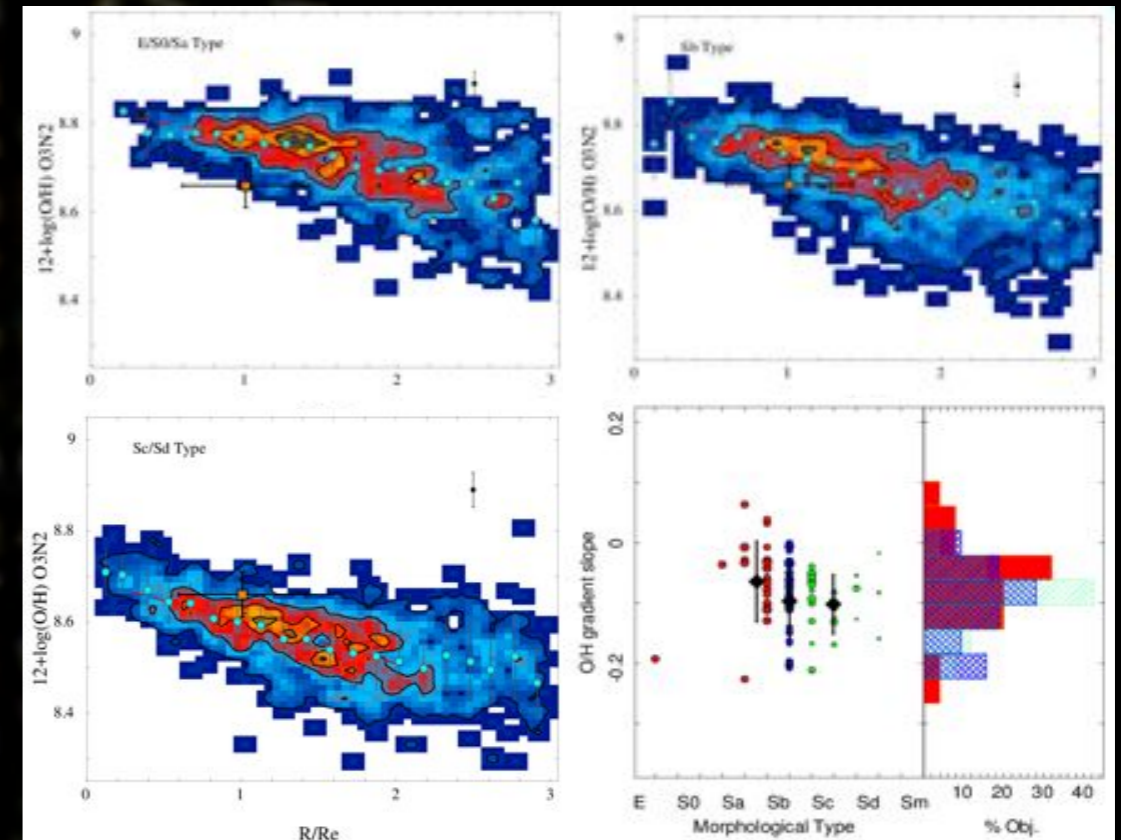 9
E/S0/Sa Type
8.8
8.6
8.4
12+log(O/H) O3N2
0 1 2 3
9
Sb Type
8.8
8.6
8.4
12+log(O/H) O3N2
0 1 2 3
9
Sc/Sd Type
8.8
8.6
8.4
12+log(O/H) O3N2
0 1 2 3
R/Re
0.2
0
-0.2
O/H gradient slope
E S0 Sa Sb Sc Sd Sm
Morphological Type
10 20 30 40
% Obj.